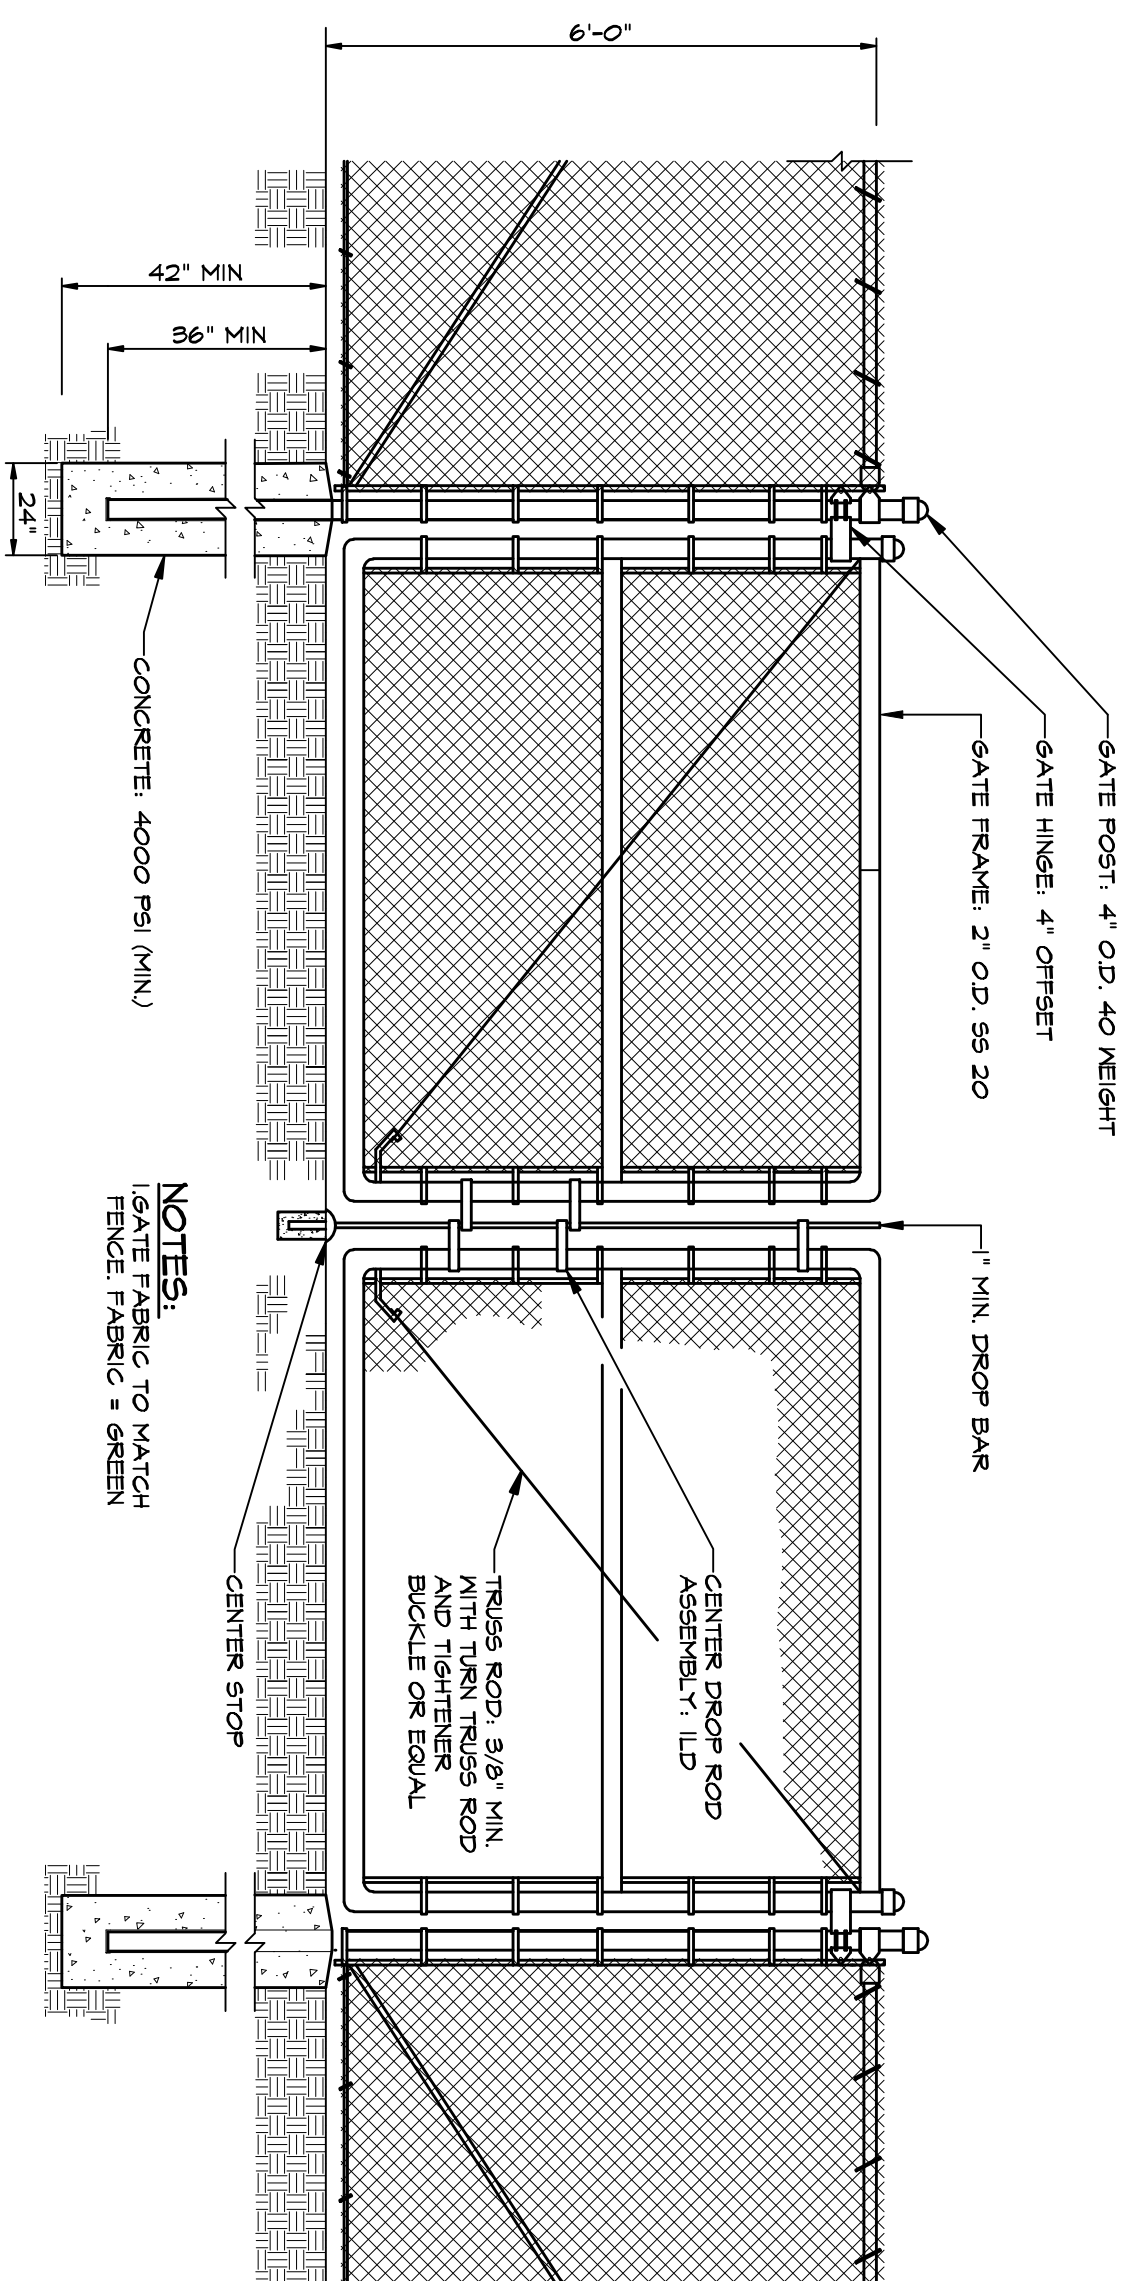 GATE POST: 4" O.D. 40 WEIGHT
GATE HINGE: 4" OFFSET
GATE FRAME: 2" O.D. SS 20
1" MIN. DROP BAR
6'-0"
CENTER DROP ROD
ASSEMBLY: ILD
TRUSS ROD: 3/8" MIN.
WITH TURN TRUSS ROD
AND TIGHTENER
BUCKLE OR EQUAL
42" MIN
36" MIN
24"
CONCRETE: 4000 PSI (MIN.)
CENTER STOP
NOTES:
1.GATE FABRIC TO MATCH
FENCE. FABRIC = GREEN